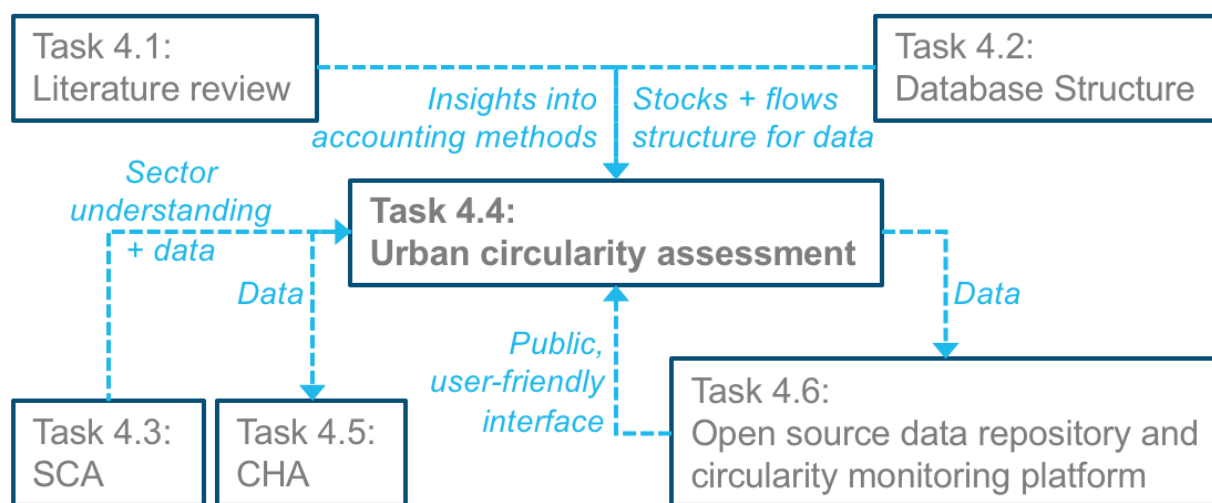 Task 4.1:
Literature review
Task 4.2:
Database Structure
Insights into
accounting methods
Stocks + flows
structure for data
Sector
understanding
+ data
Task 4.4:
Urban circularity assessment
Data
Data
Public,
user-friendly
interface
Task 4.3:
SCA
Task 4.5:
CHA
Task 4.6:
Open source data repository and
circularity monitoring platform